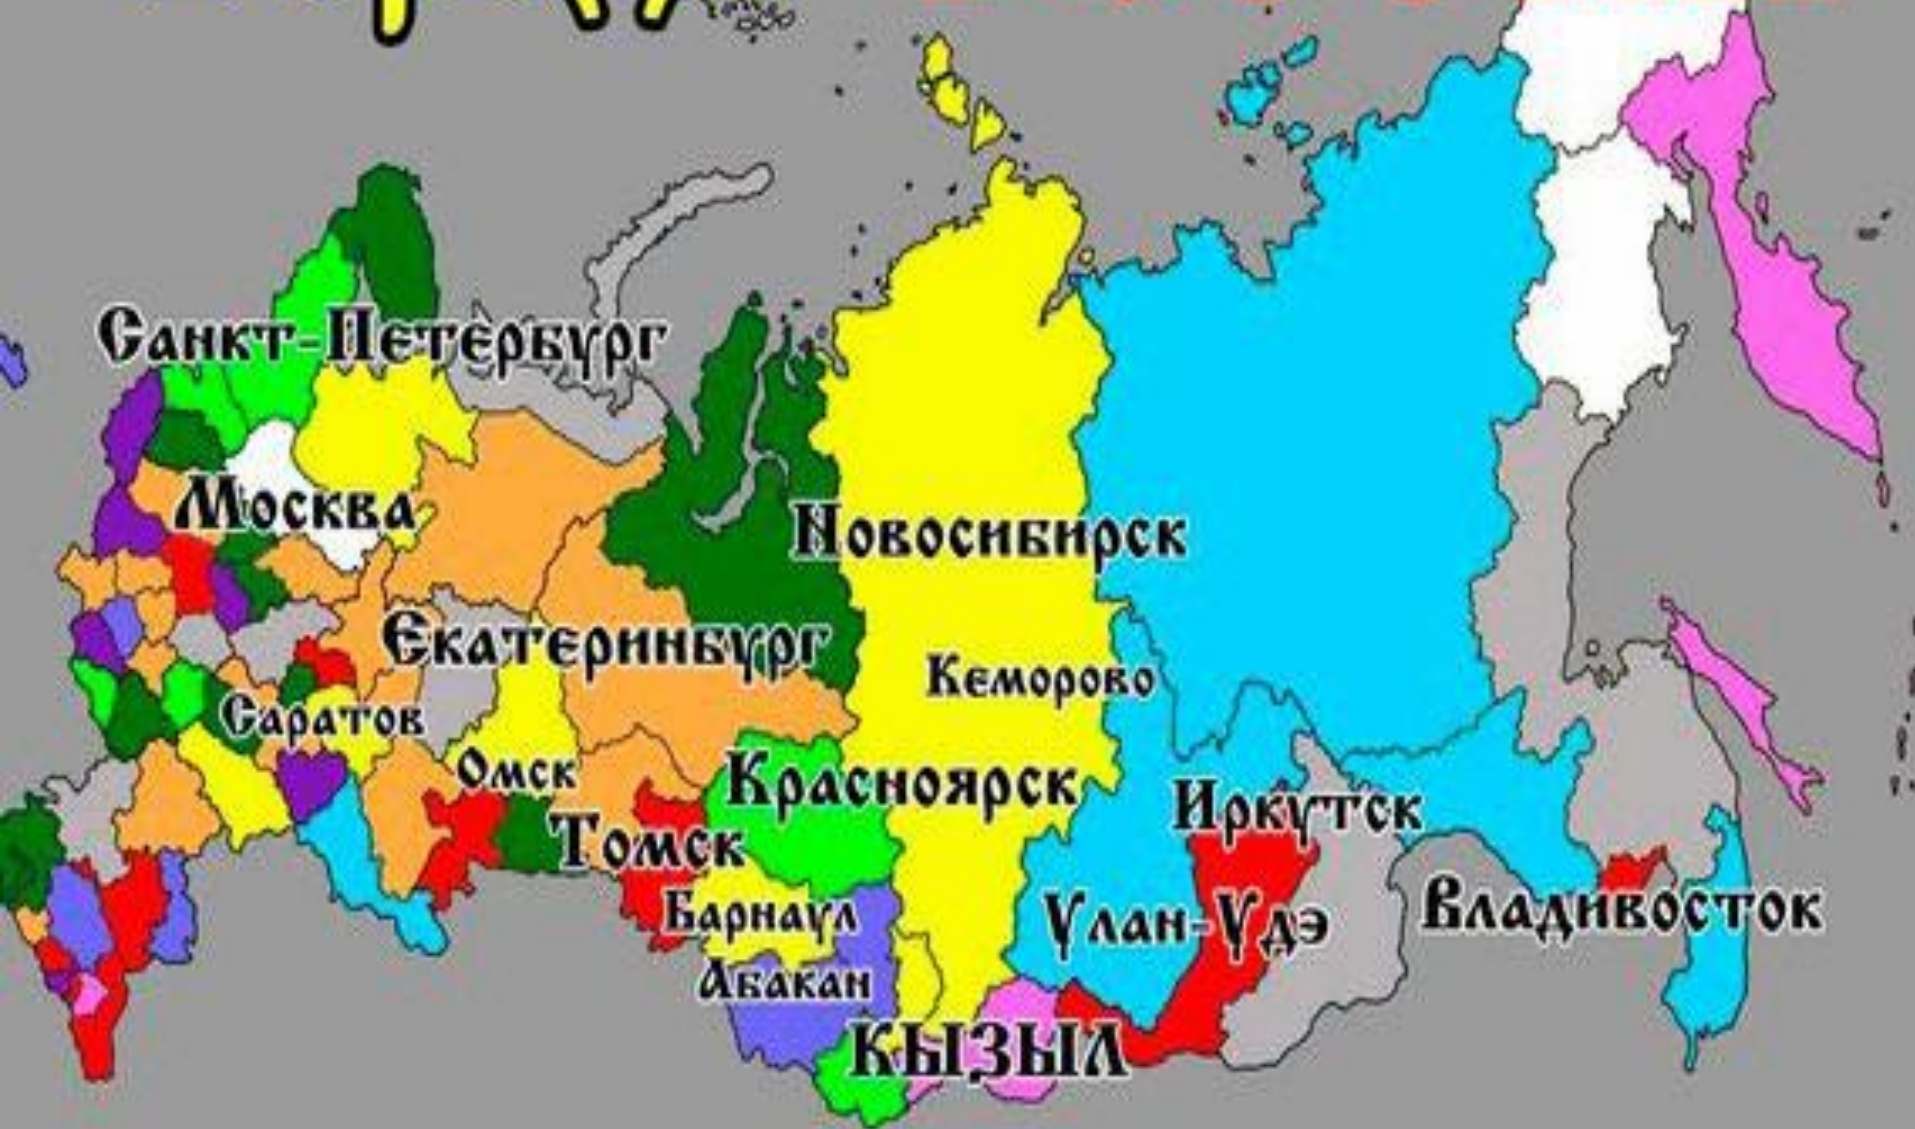 Санкт-Петербург
Москва
Новосибирск
Екатеринбург
Кеморово
Саратов
Омск
Красноярск
Иркутск
Томск
Барнаул
Улан-Удэ
Владивосток
Абакан
КЫЗЫЛ